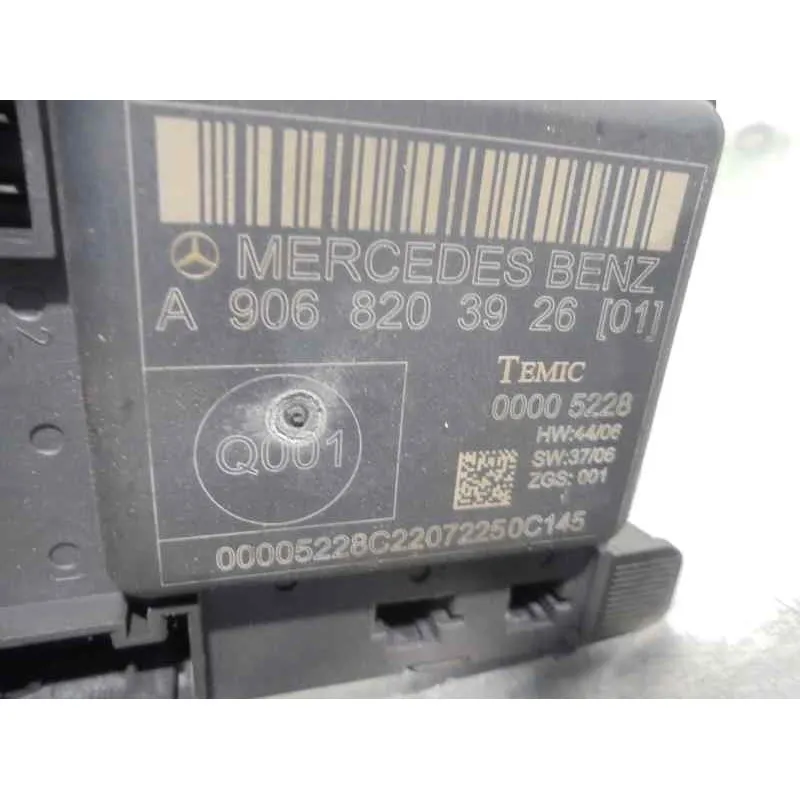 MERCEDES BENZ
A 906 820 39 26 [01]
TEMIC
0000 5228
HW:44/06
SW:37/06
ZGS: 001
Q001
00005228C22072250C145
2